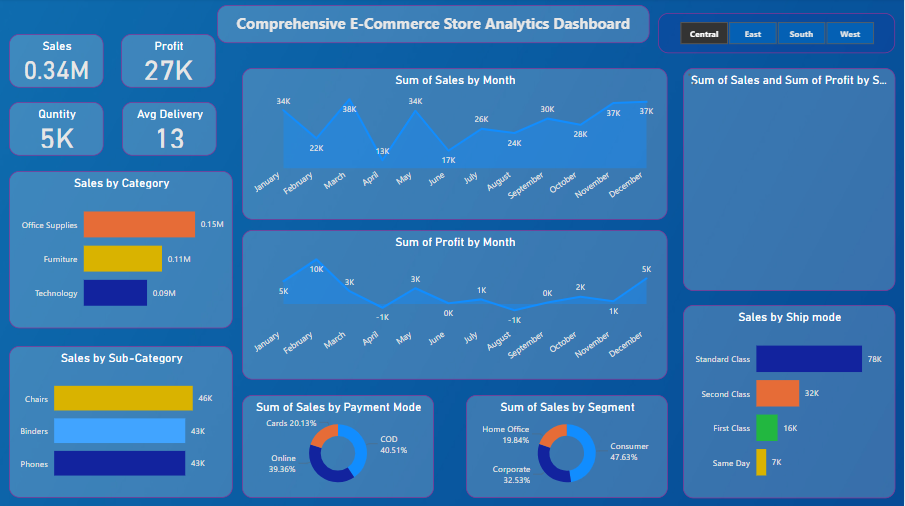 Comprehensive E-Commerce Store Analytics Dashboard
Central East South West
Sales
0.34M
Profit
27K
Quntity
5K
Avg Delivery
13
Sales by Category
Office Supplies 0.15M
Furniture 0.11M
Technology 0.09M
Sales by Sub-Category
Chairs 46K
Binders 43K
Phones 43K
Sum of Sales by Month
34K
22K
38K
13K
34K
17K
26K
24K
30K
28K
37K
37K
January
February
March
April
May
June
July
August
September
October
November
December
Sum of Profit by Month
5K
10K
3K
-1K
3K
0K
1K
-1K
0K
2K
1K
5K
January
February
March
April
May
June
July
August
September
October
November
December
Sum of Sales by Payment Mode
Cards 20.13%
COD
40.51%
Online
39.36%
Sum of Sales by Segment
Home Office
19.84%
Consumer
47.63%
Corporate
32.53%
Sum of Sales and Sum of Profit by S...
Sales by Ship mode
Standard Class 78K
Second Class 32K
First Class 16K
Same Day 7K